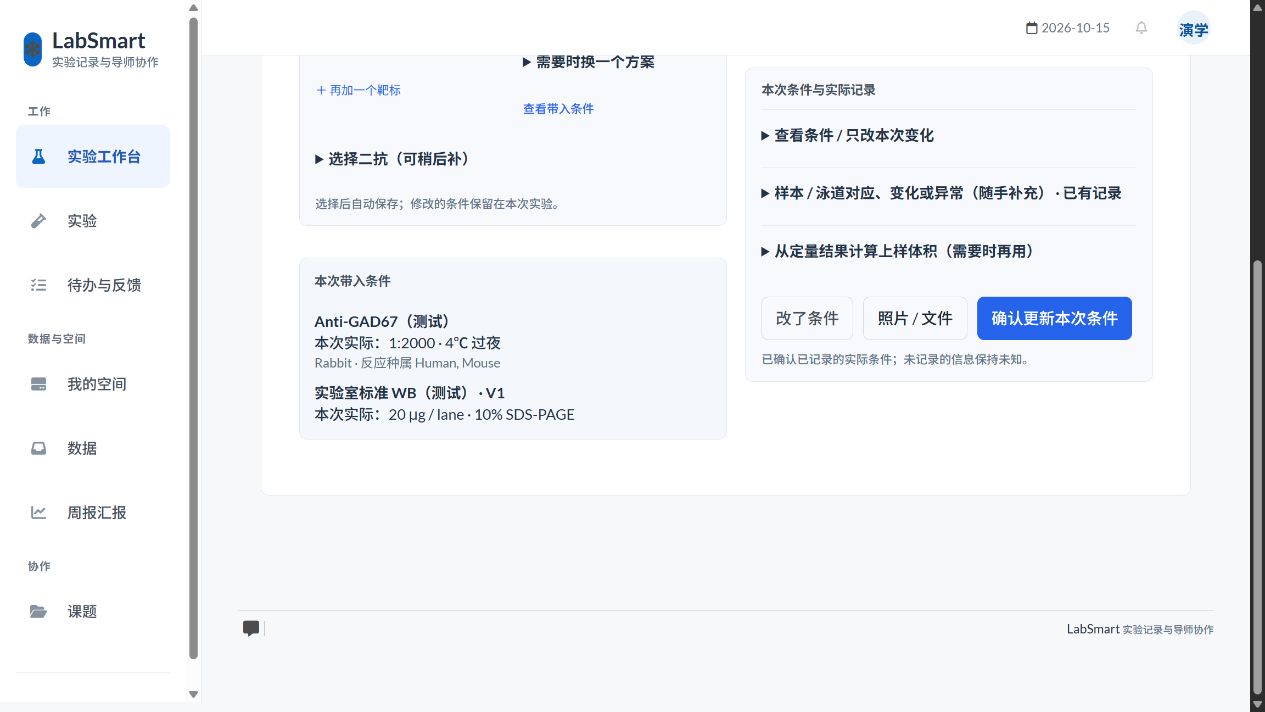 LabSmart
实验记录与导师协作
工作
实验工作台
实验
待办与反馈
数据与空间
我的空间
数据
周报汇报
协作
课题
2026-10-15
演学
需要时换一个方案
+ 再加一个靶标
查看带入条件
选择二抗（可稍后补）
选择后自动保存；修改的条件保留在本次实验。
本次带入条件
Anti-GAD67（测试）
本次实际：1:2000 · 4℃ 过夜
Rabbit · 反应种属 Human, Mouse
实验室标准 WB（测试） · V1
本次实际：20 μg / lane · 10% SDS-PAGE
本次条件与实际记录
查看条件 / 只改本次变化
样本 / 泳道对应、变化或异常（随手补充） · 已有记录
从定量结果计算上样体积（需要时再用）
改了条件
照片 / 文件
确认更新本次条件
已确认已记录的实际条件；未记录的信息保持未知。
LabSmart 实验记录与导师协作